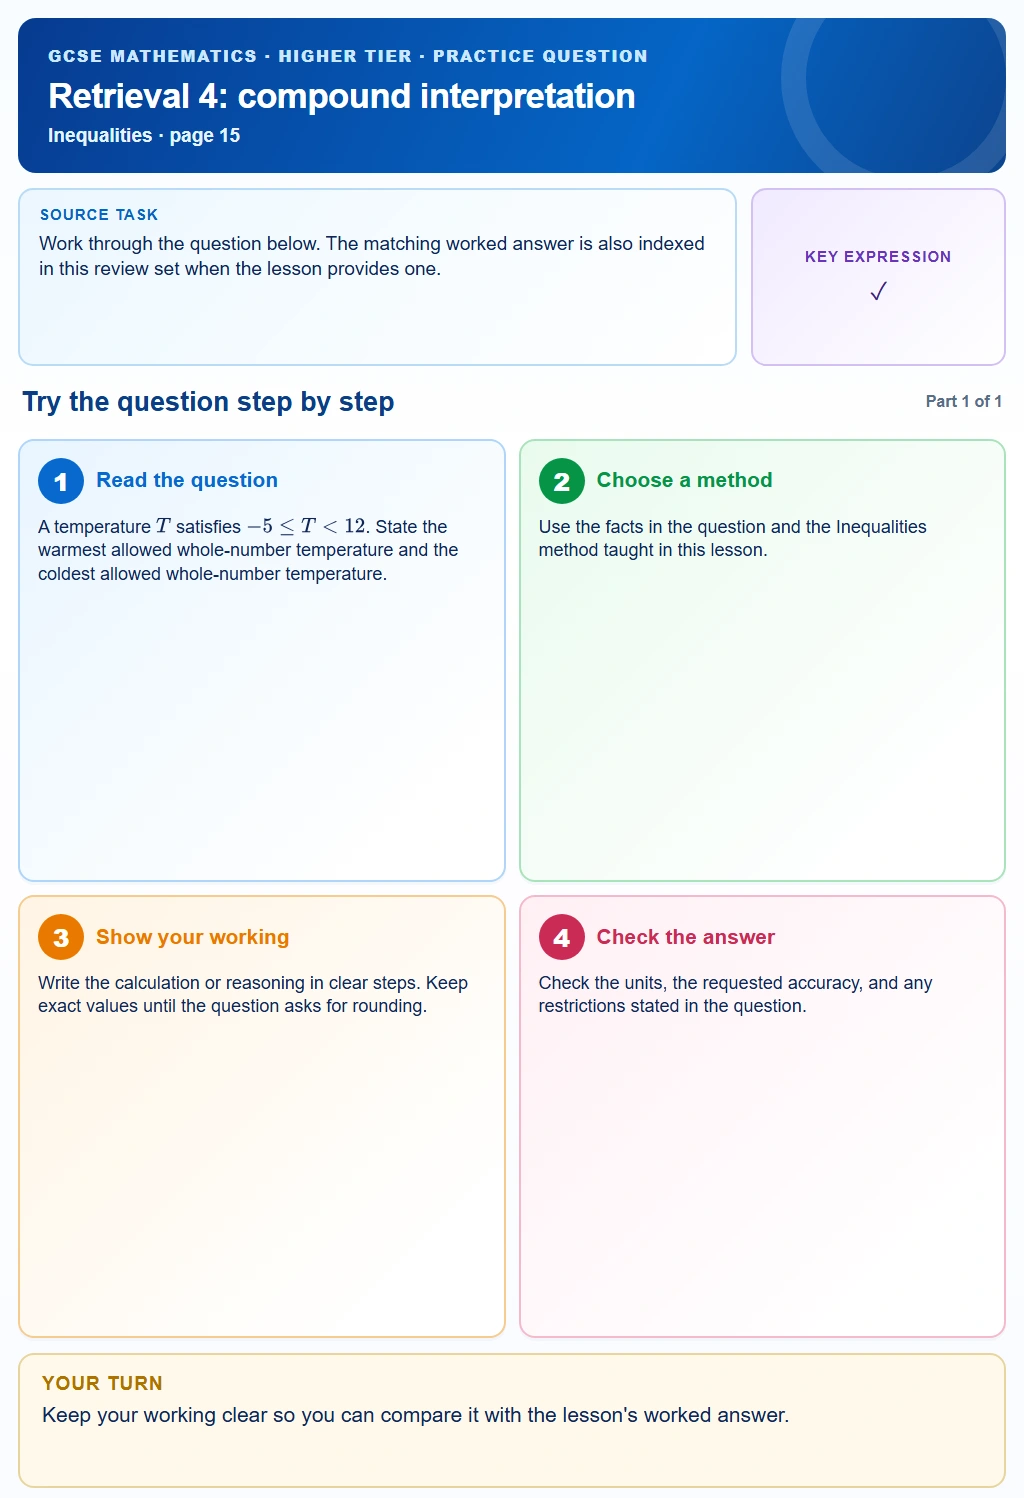 GCSE MATHEMATICS · HIGHER TIER · PRACTICE QUESTION
Retrieval 4: compound interpretation
Inequalities · page 15
SOURCE TASK
Work through the question below. The matching worked answer is also indexed
in this review set when the lesson provides one.
KEY EXPRESSION
✓
Try the question step by step
Part 1 of 1
1 Read the question
A temperature T satisfies −5 ≤ T < 12. State the
warmest allowed whole-number temperature and the
coldest allowed whole-number temperature.
2 Choose a method
Use the facts in the question and the Inequalities
method taught in this lesson.
3 Show your working
Write the calculation or reasoning in clear steps. Keep
exact values until the question asks for rounding.
4 Check the answer
Check the units, the requested accuracy, and any
restrictions stated in the question.
YOUR TURN
Keep your working clear so you can compare it with the lesson's worked answer.